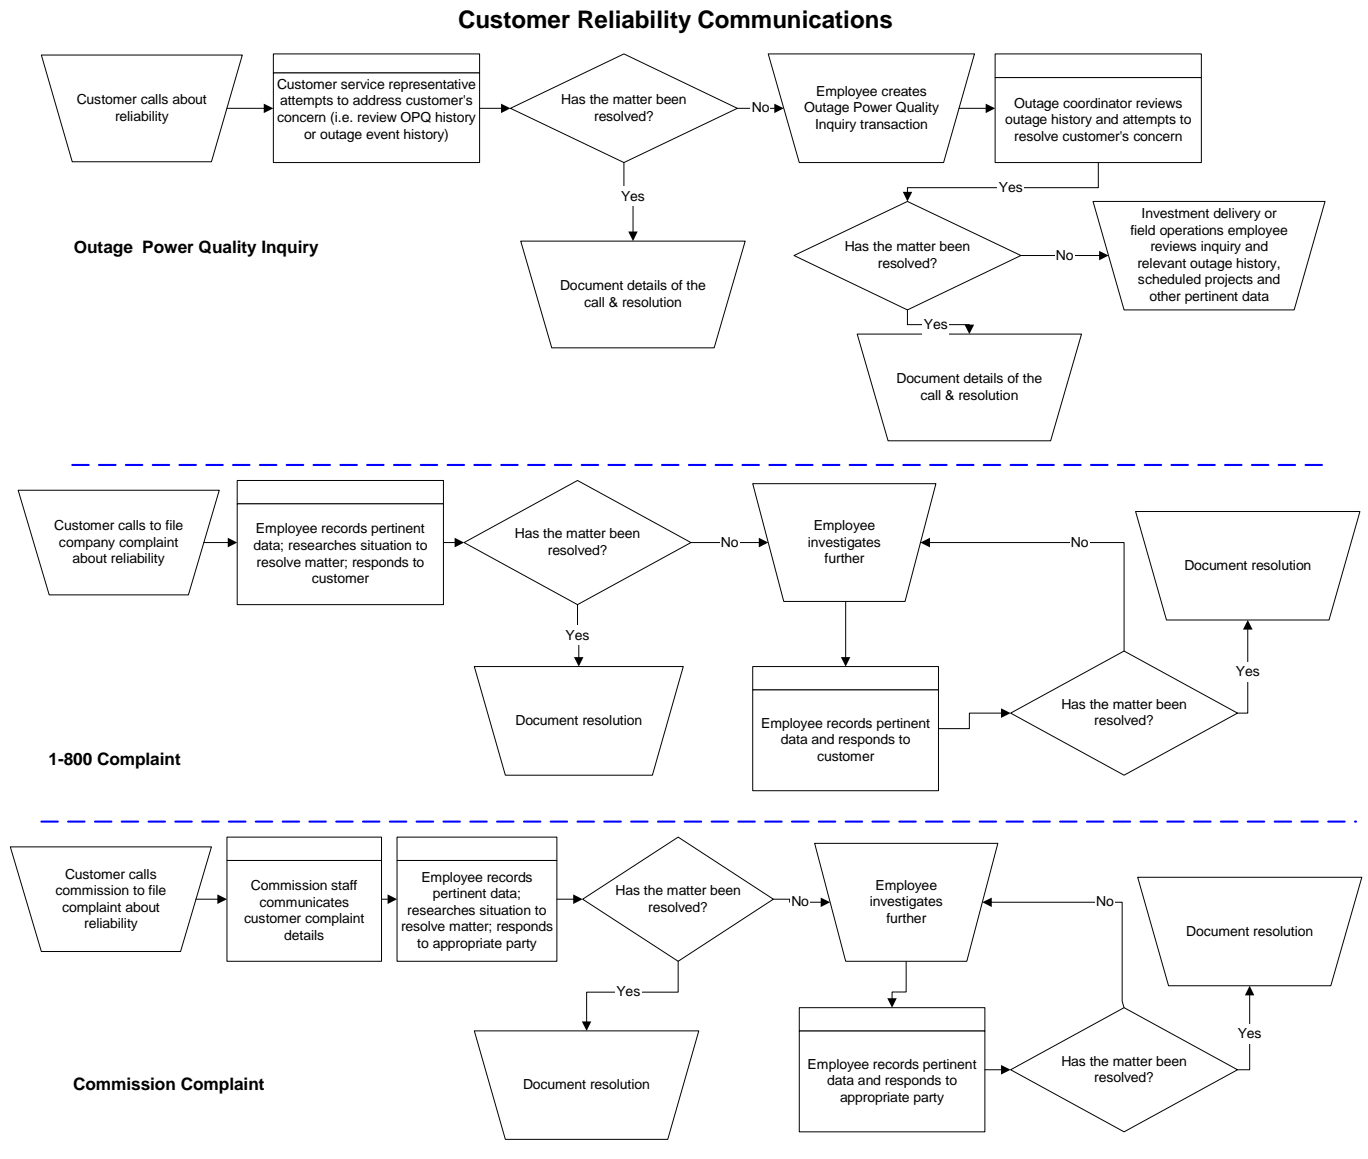 Customer Reliability Communications
Customer calls about
reliability
Customer service representative
attempts to address customer's
concern (i.e. review OPQ history
or outage event history)
Has the matter been
resolved?
No
Employee creates
Outage Power Quality
Inquiry transaction
Outage coordinator reviews
outage history and attempts to
resolve customer's concern
Yes
Document details of the
call & resolution
Yes
Has the matter been
resolved?
No
Investment delivery or
field operations employee
reviews inquiry and
relevant outage history,
scheduled projects and
other pertinent data
Yes
Document details of the
call & resolution
Outage  Power Quality Inquiry
Customer calls to file
company complaint
about reliability
Employee records pertinent
data; researches situation to
resolve matter; responds to
customer
Has the matter been
resolved?
No
Employee
investigates
further
No
Document resolution
Yes
Document resolution
Employee records pertinent
data and responds to
customer
Has the matter been
resolved?
Yes
1-800 Complaint
Customer calls
commission to file
complaint about
reliability
Commission staff
communicates
customer complaint
details
Employee records
pertinent data;
researches situation to
resolve matter; responds
to appropriate party
Has the matter been
resolved?
No
Employee
investigates
further
No
Document resolution
Yes
Document resolution
Employee records pertinent
data and responds to
appropriate party
Has the matter been
resolved?
Yes
Commission Complaint